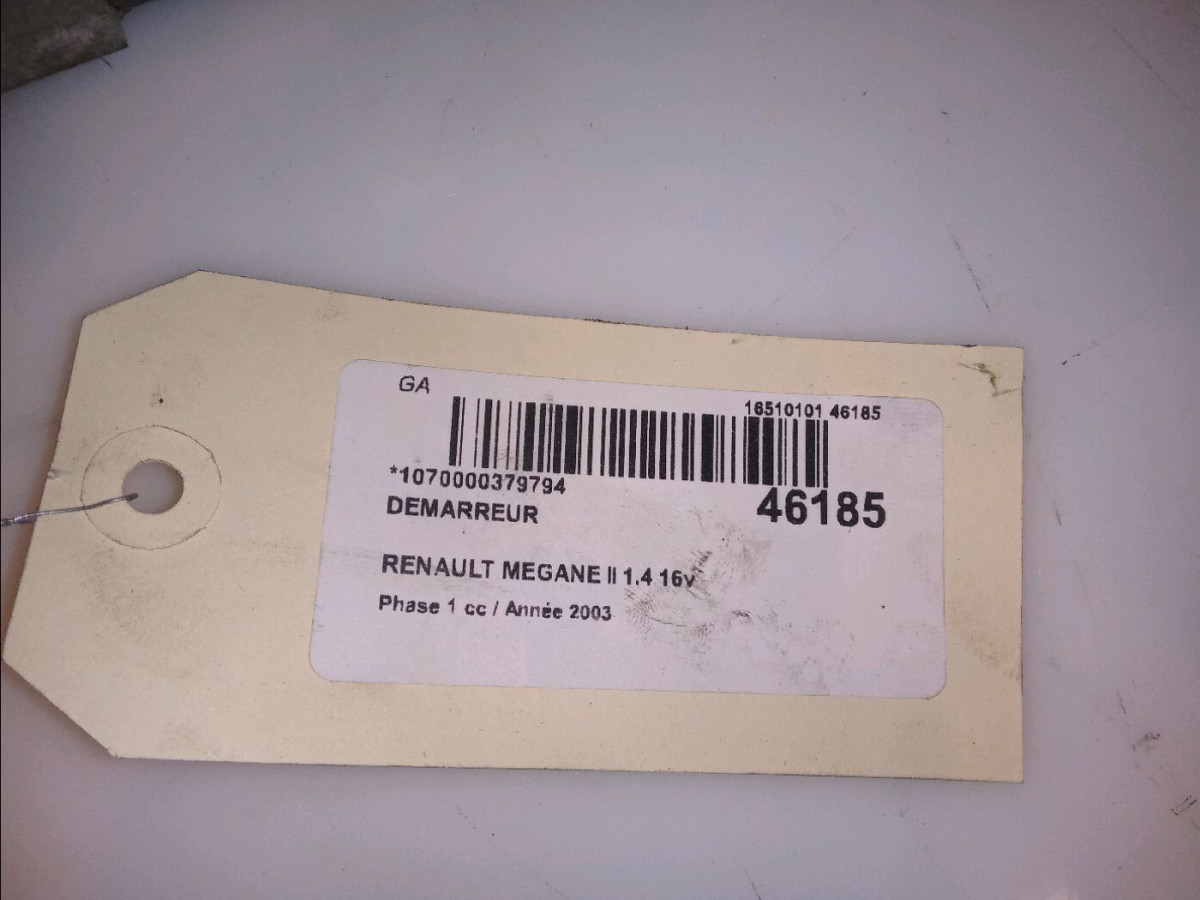 GA
16510101 46185
*1070000379794
46185
DEMARREUR
RENAULT MEGANE II 1.4 16v
Phase 1 cc / Année 2003